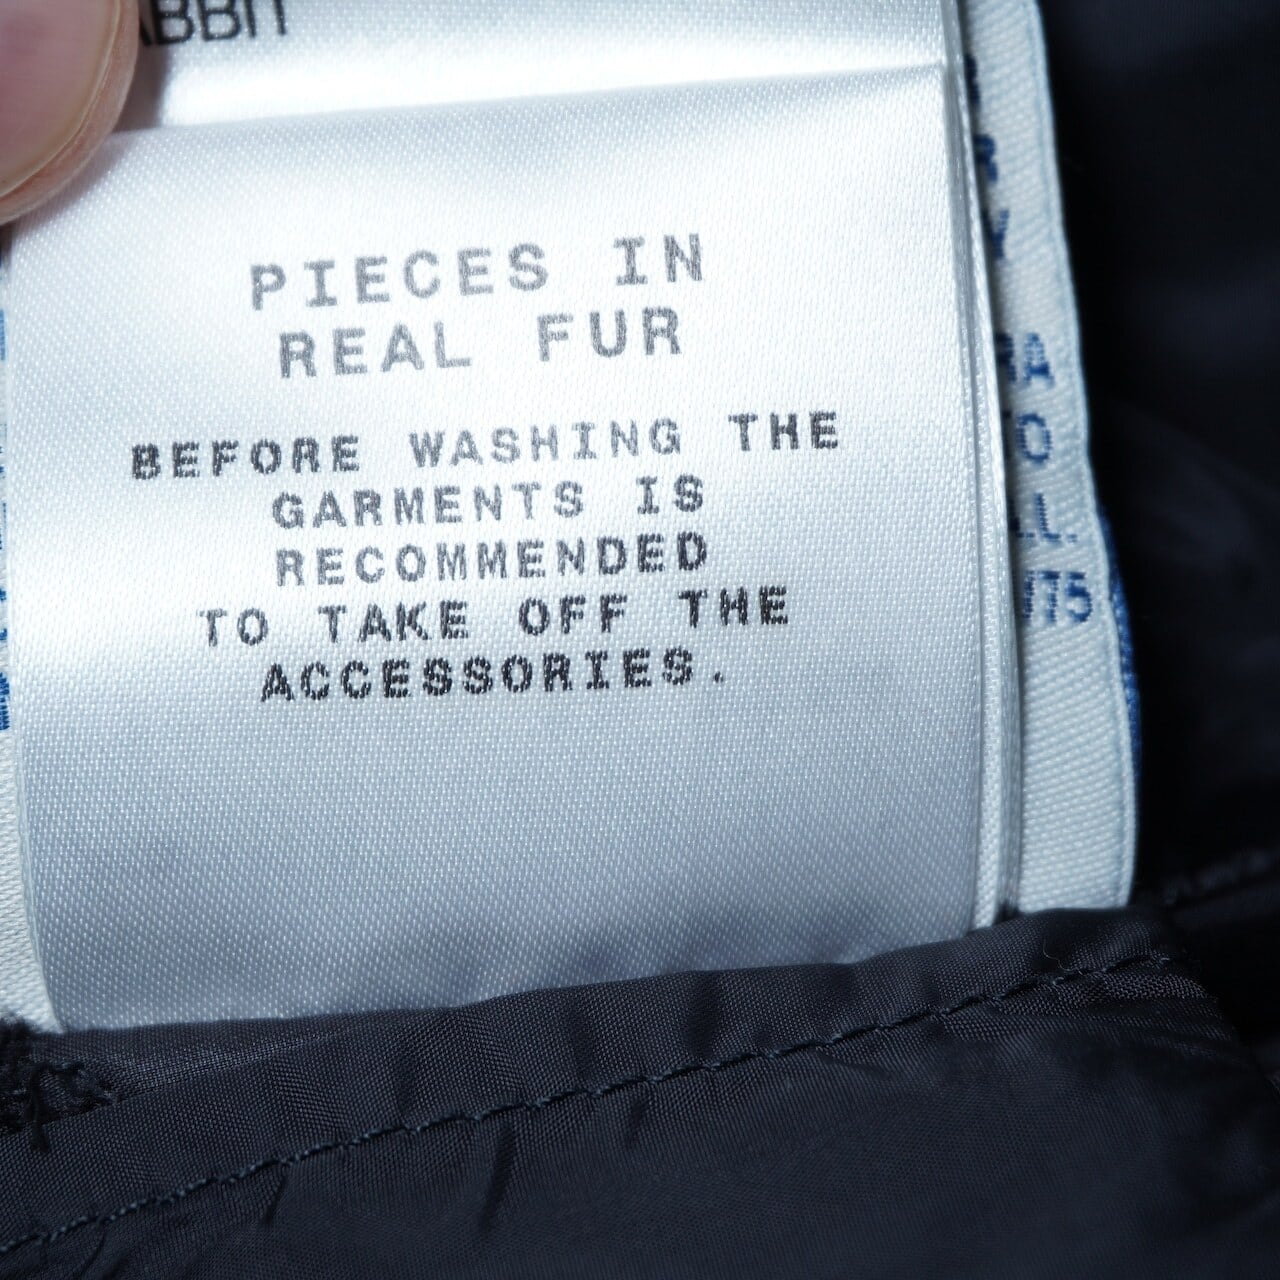 PIECES IN
REAL FUR
BEFORE WASHING THE
GARMENTS IS
RECOMMENDED
TO TAKE OFF THE
ACCESSORIES.